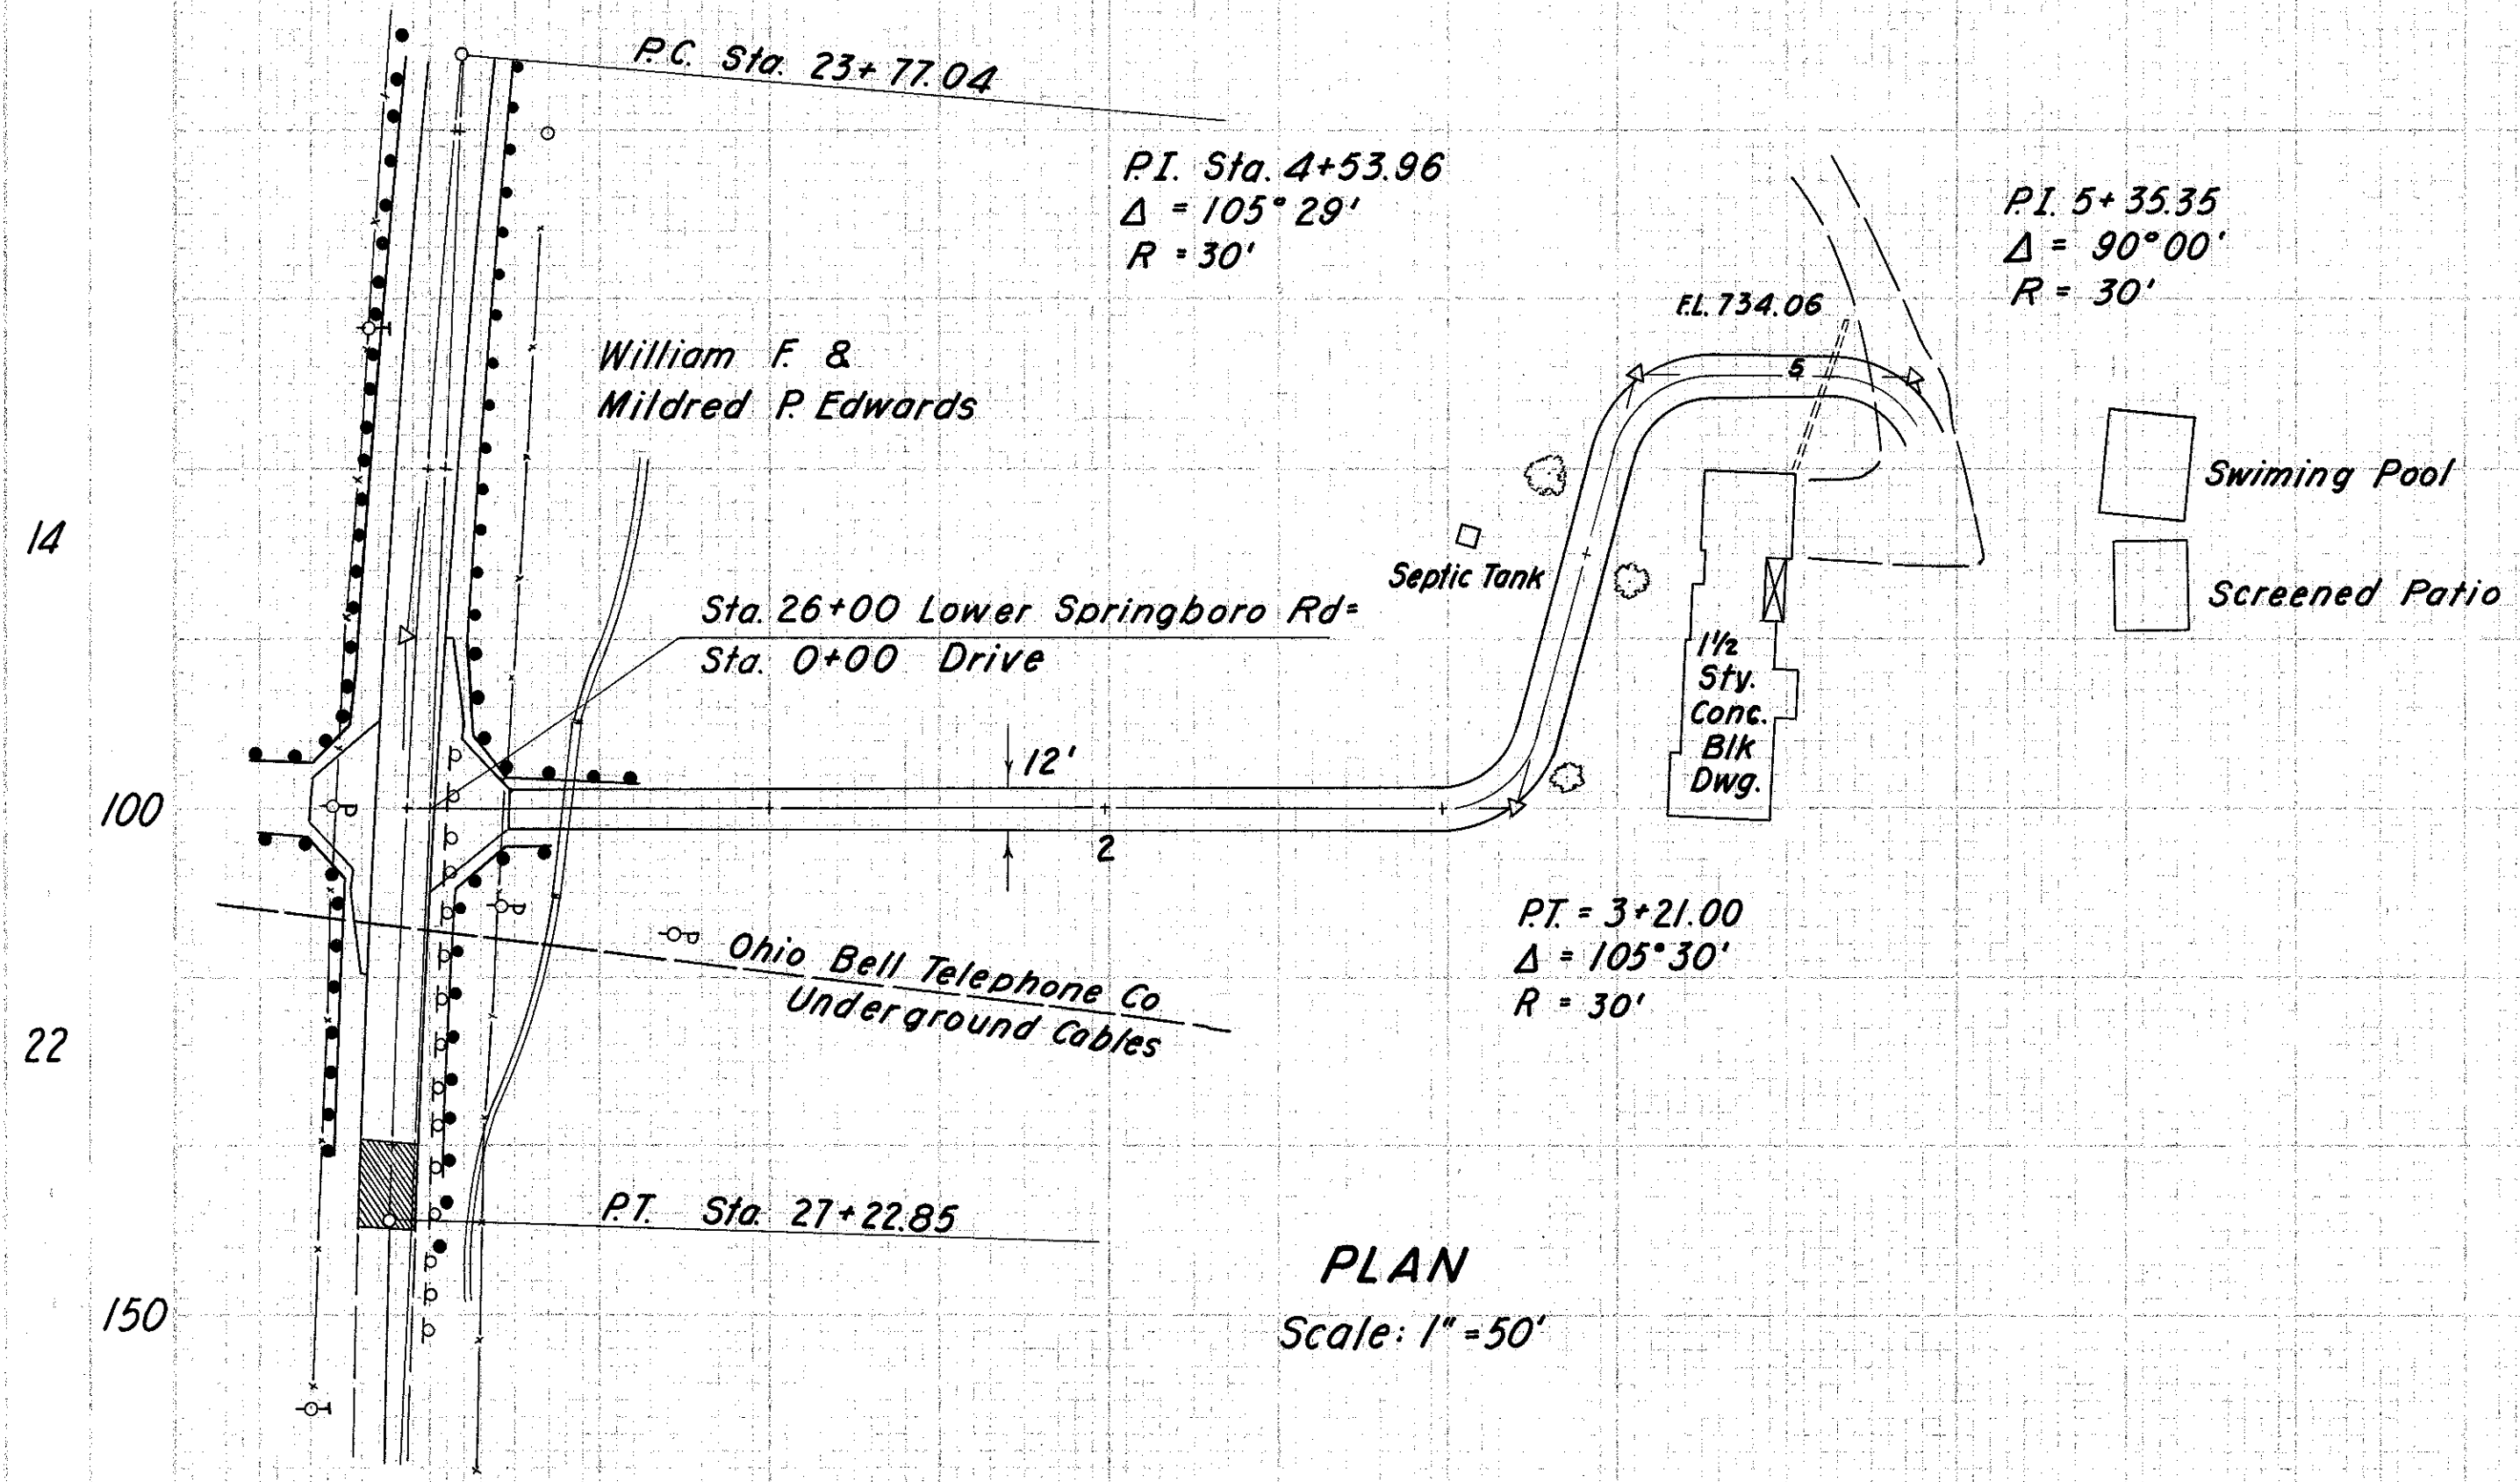 P.C. Sta. 23+77.04
P.I. Sta. 4+53.96
Δ = 105°29'
R = 30'
P.I. 5+35.35
Δ = 90°00'
R = 30'
F.L. 734.06
William F. &
Mildred P. Edwards
5
Swiming Pool
14
Septic Tank
Screened Patio
Sta. 26+00 Lower Springboro Rd=
Sta. 0+00 Drive
1½
Sty.
Conc.
Blk
Dwg.
12'
100
2
P.T. = 3+21.00
Δ = 105°30'
R = 30'
Ohio Bell Telephone Co
Underground Cables
22
P.T. Sta. 27+22.85
PLAN
Scale: 1"=50'
150